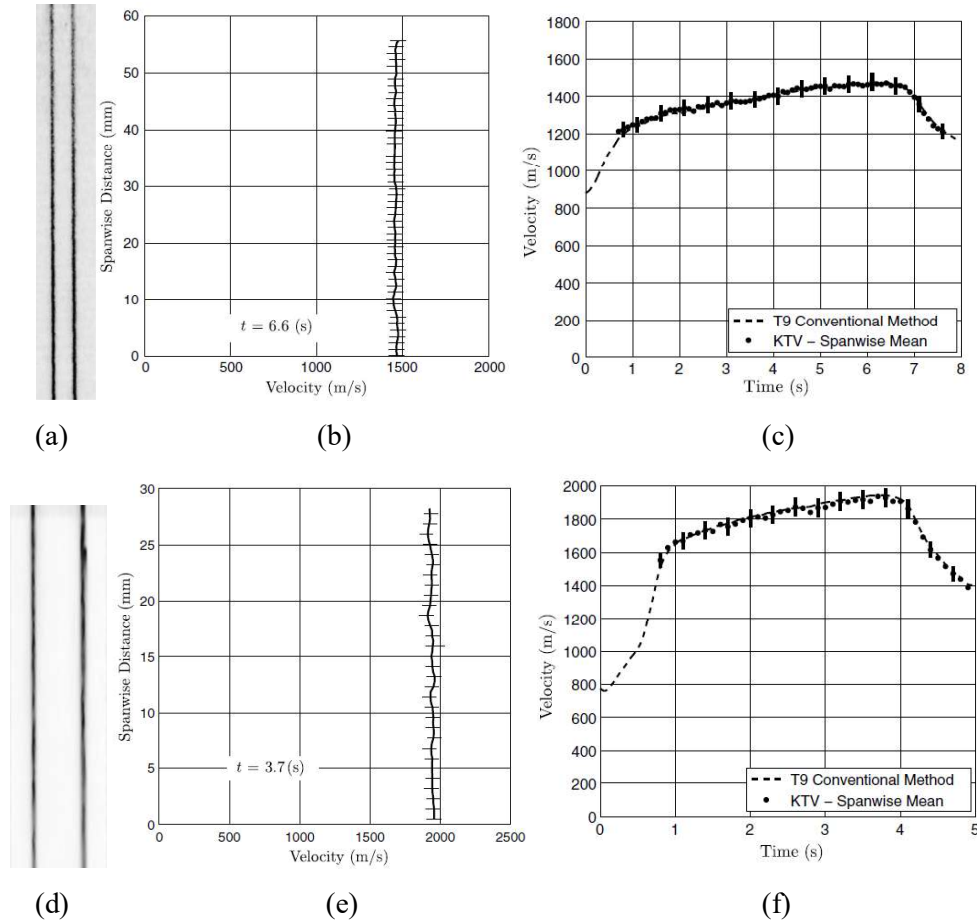 60
50
40
30
20
10
0
Spanwise Distance (mm)
t = 6.6 (s)
0 500 1000 1500 2000
Velocity (m/s)
1800
1600
1400
1200
1000
800
600
400
200
0
Velocity (m/s)
T9 Conventional Method
KTV – Spanwise Mean
0 1 2 3 4 5 6 7 8
Time (s)
(a) (b) (c)
30
25
20
15
10
5
0
Spanwise Distance (mm)
t = 3.7 (s)
0 500 1000 1500 2000 2500
Velocity (m/s)
2000
1800
1600
1400
1200
1000
800
600
400
200
0
Velocity (m/s)
T9 Conventional Method
KTV – Spanwise Mean
0 1 2 3 4 5
Time (s)
(d) (e) (f)